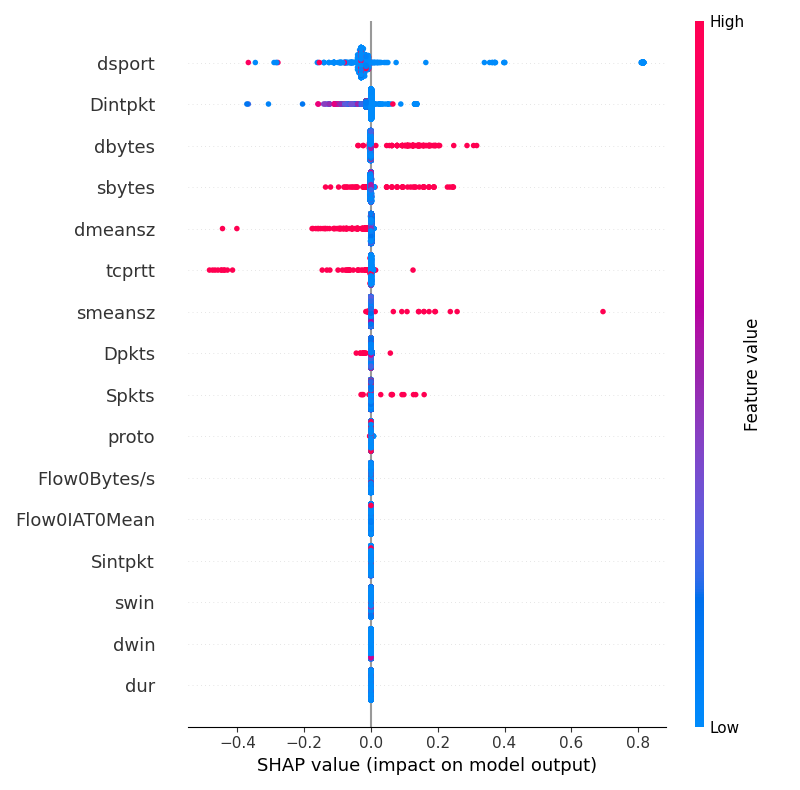 High
dsport
Dintpkt
dbytes
sbytes
dmeansz
tcprtt
smeansz
Dpkts
Spkts
proto
Flow0Bytes/s
Flow0IAT0Mean
Sintpkt
swin
dwin
dur
Feature value
Low
−0.4 −0.2 0.0 0.2 0.4 0.6 0.8
SHAP value (impact on model output)